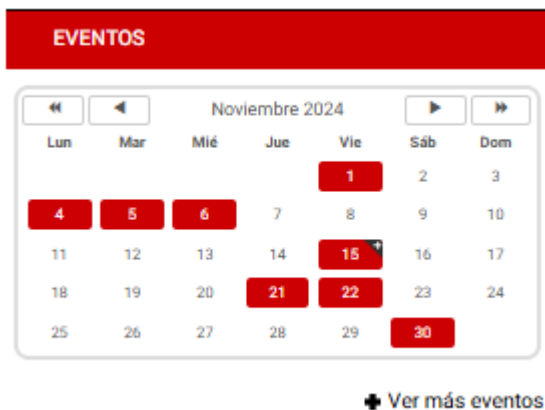 EVENTOS
Noviembre 2024
Lun Mar Mié Jue Vie Sáb Dom
1 2 3
4 5 6 7 8 9 10
11 12 13 14 15 16 17
18 19 20 21 22 23 24
25 26 27 28 29 30
Ver más eventos